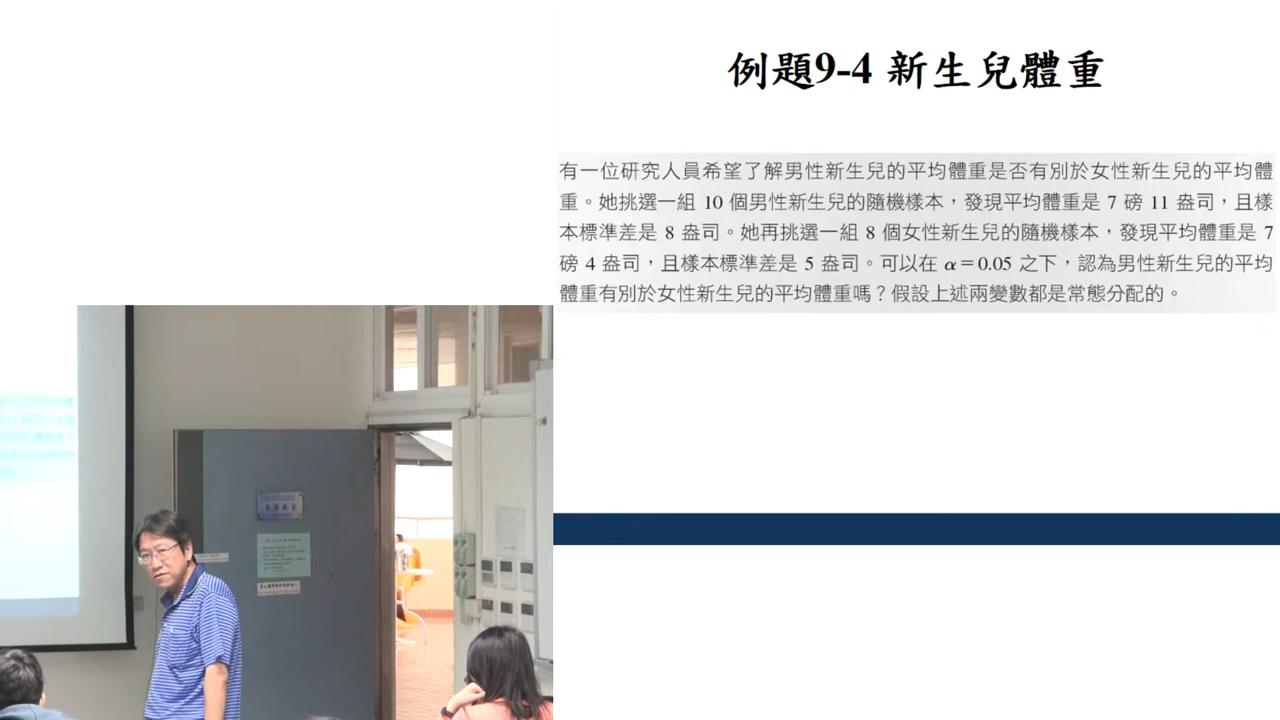 例題9-4 新生兒體重
有一位研究人員希望了解男性新生兒的平均體重是否有別於女性新生兒的平均體
重。她挑選一組 10 個男性新生兒的隨機樣本，發現平均體重是 7 磅 11 盎司，且樣
本標準差是 8 盎司。她再挑選一組 8 個女性新生兒的隨機樣本，發現平均體重是 7
磅 4 盎司，且樣本標準差是 5 盎司。可以在 α＝0.05 之下，認為男性新生兒的平均
體重有別於女性新生兒的平均體重嗎？假設上述兩變數都是常態分配的。